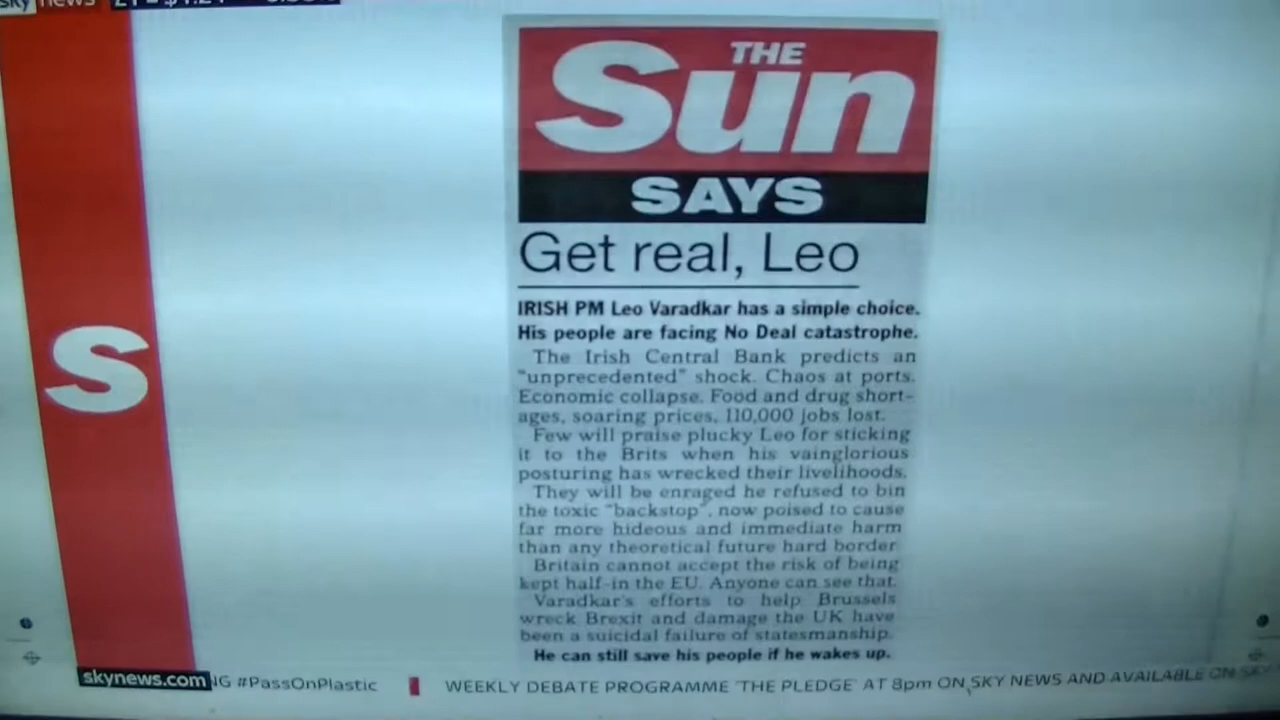 sky news
THE
Sun
SAYS
Get real, Leo
IRISH PM Leo Varadkar has a simple choice.
His people are facing No Deal catastrophe.
The Irish Central Bank predicts an
"unprecedented" shock. Chaos at ports.
Economic collapse. Food and drug short-
ages, soaring prices, 110,000 jobs lost.
Few will praise plucky Leo for sticking
it to the Brits when his vainglorious
posturing has wrecked their livelihoods.
They will be enraged he refused to bin
the toxic "backstop", now poised to cause
far more hideous and immediate harm
than any theoretical future hard border
Britain cannot accept the risk of being
kept half-in the EU. Anyone can see that.
Varadkar's efforts to help Brussels
wreck Brexit and damage the UK have
been a suicidal failure of statesmanship.
He can still save his people if he wakes up.
S
skynews.com NG #PassOnPlastic WEEKLY DEBATE PROGRAMME 'THE PLEDGE' AT 8pm ON SKY NEWS AND AVAILABLE ON SKY